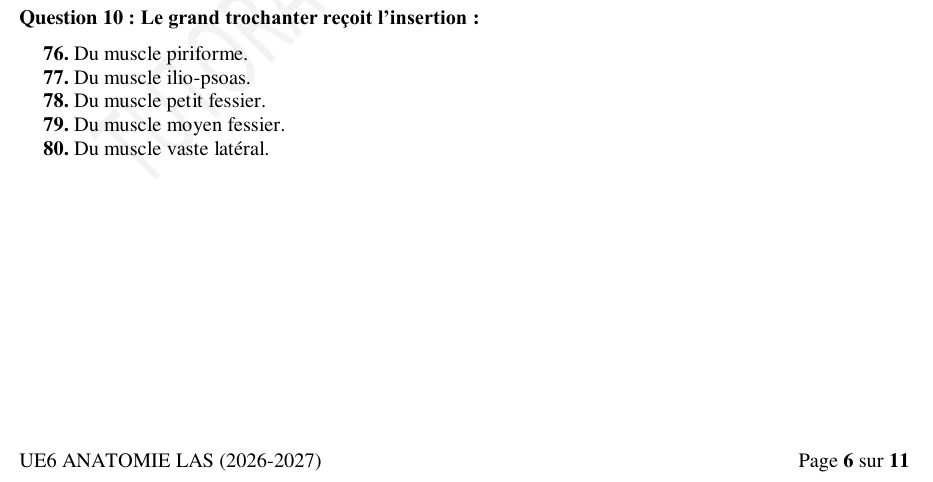 Question 10 : Le grand trochanter reçoit l’insertion :
76. Du muscle piriforme.
77. Du muscle ilio-psoas.
78. Du muscle petit fessier.
79. Du muscle moyen fessier.
80. Du muscle vaste latéral.
UE6 ANATOMIE LAS (2026-2027)
Page 6 sur 11